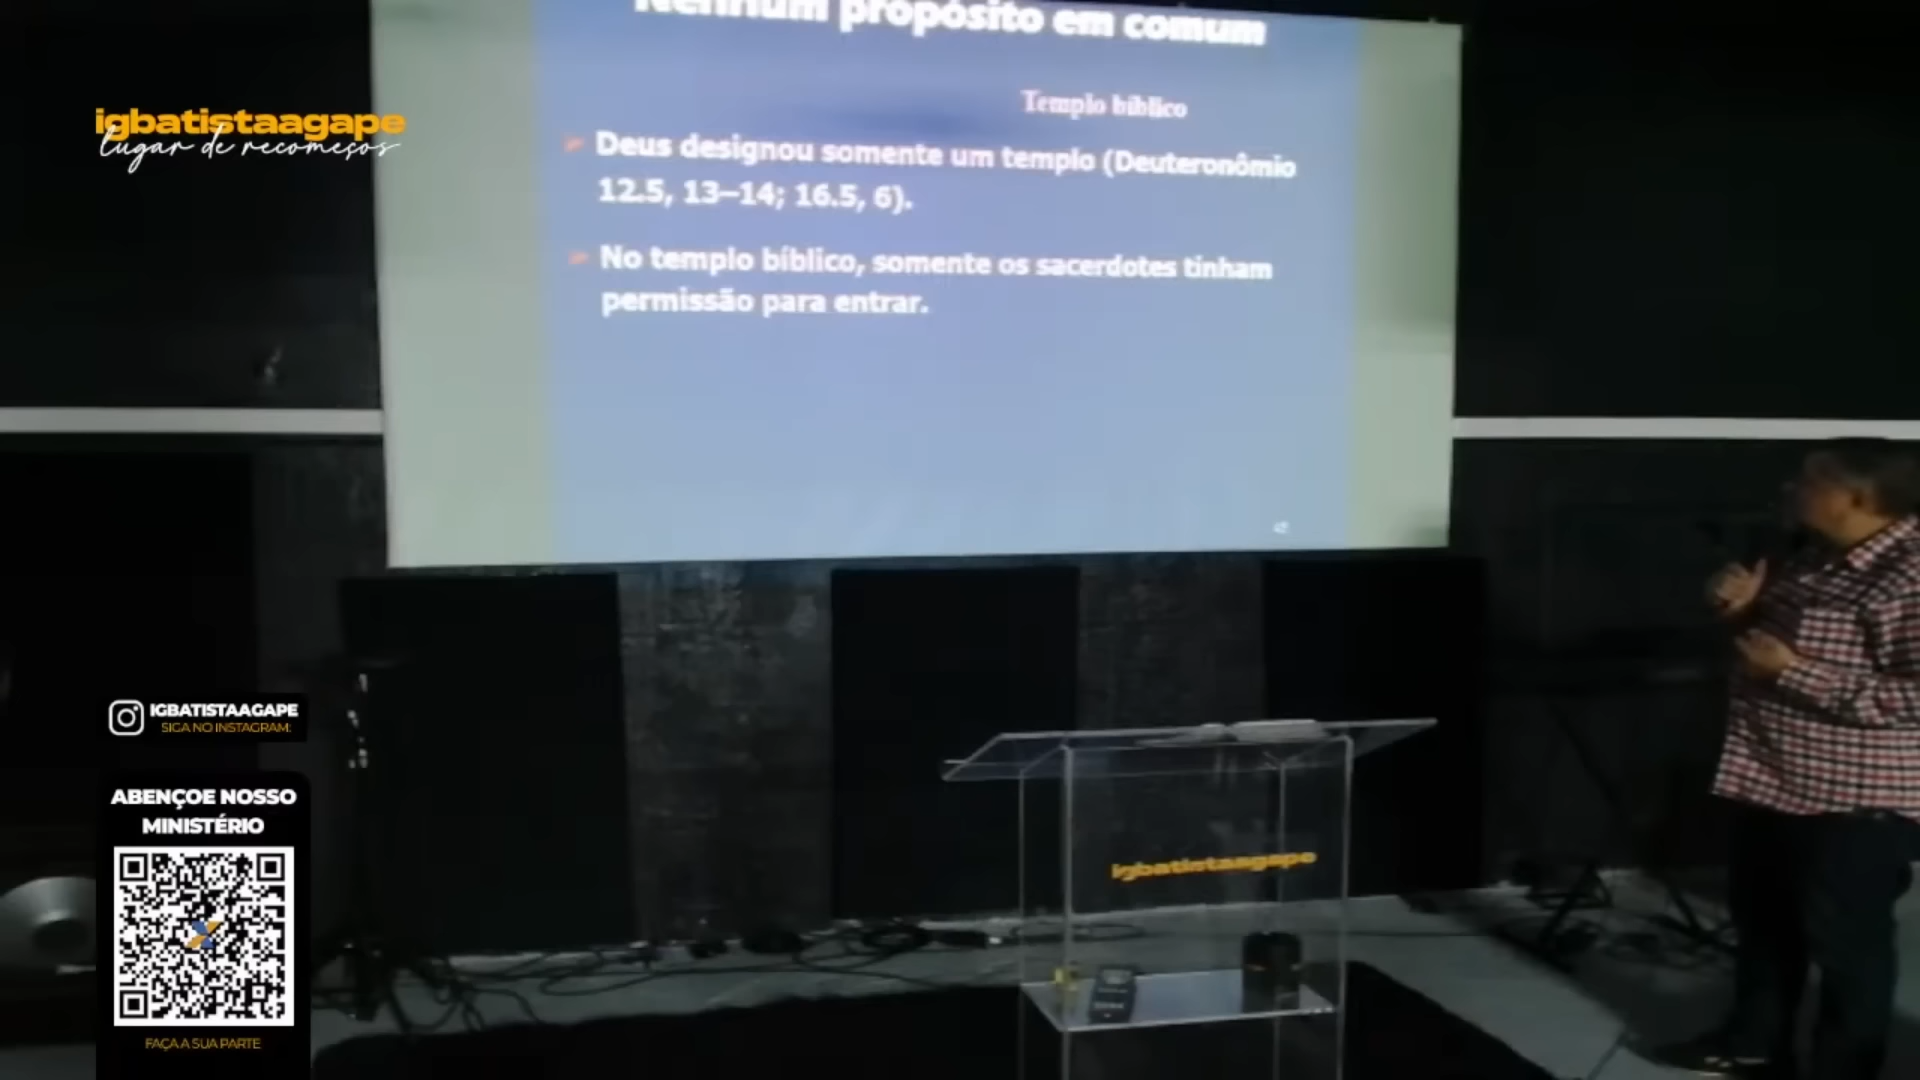 Nenhum propósito em comum
igbatistaagape
lugar de recomeços
Templo bíblico
Deus designou somente um templo (Deuteronômio
12.5, 13–14; 16.5, 6).
No templo bíblico, somente os sacerdotes tinham
permissão para entrar.
IGBATISTAAGAPE
SIGA NO INSTAGRAM:
ABENÇOE NOSSO
MINISTÉRIO
FAÇA A SUA PARTE
igbatistaagape